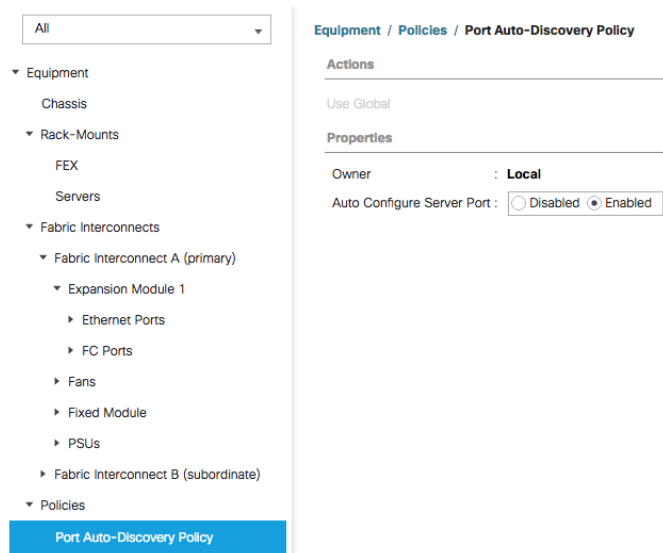 All
Equipment
Chassis
Rack-Mounts
FEX
Servers
Fabric Interconnects
Fabric Interconnect A (primary)
Expansion Module 1
Ethernet Ports
FC Ports
Fans
Fixed Module
PSUs
Fabric Interconnect B (subordinate)
Policies
Port Auto-Discovery Policy
Equipment / Policies / Port Auto-Discovery Policy
Actions
Use Global
Properties
Owner : Local
Auto Configure Server Port : Disabled Enabled